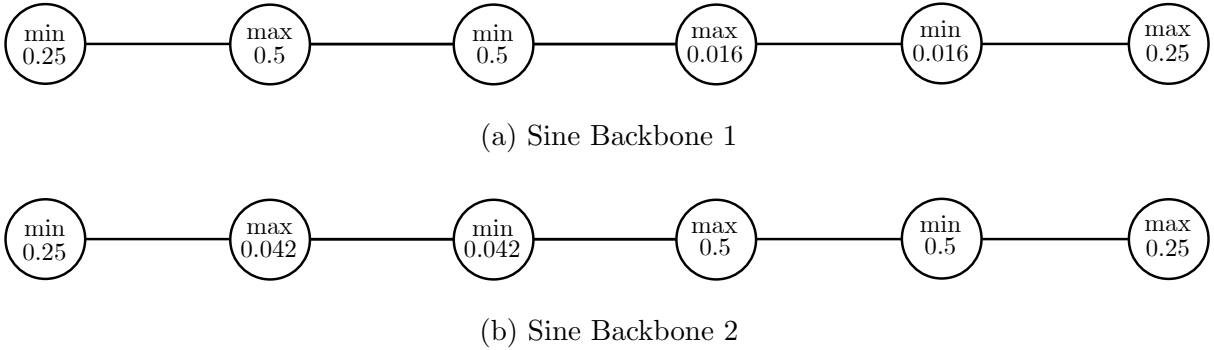 min max min max min max
0.25 0.5 0.5 0.016 0.016 0.25
(a) Sine Backbone 1
min max min max min max
0.25 0.042 0.042 0.5 0.5 0.25
(b) Sine Backbone 2